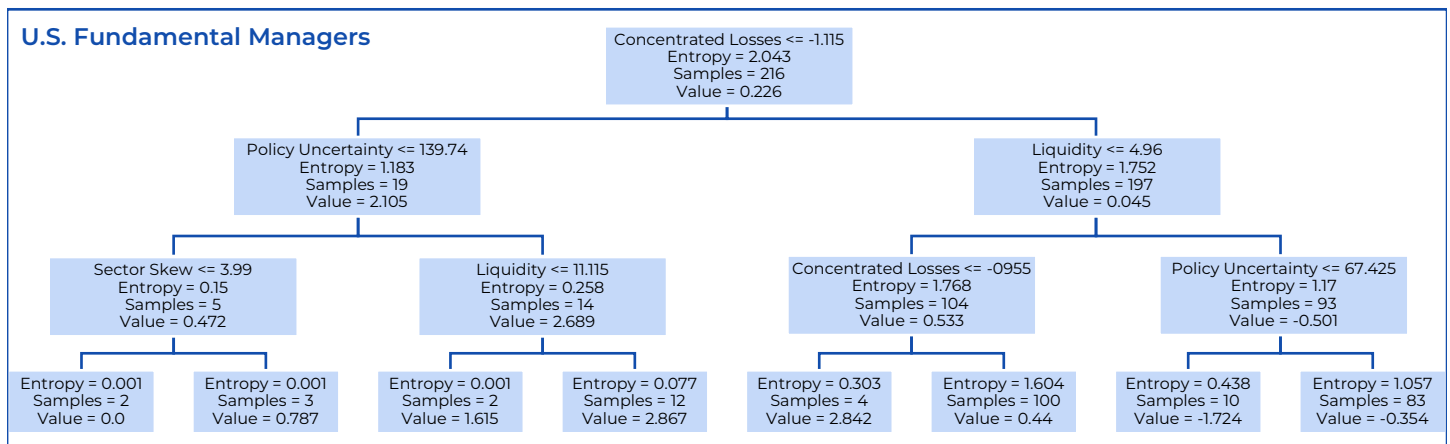 U.S. Fundamental Managers
Concentrated Losses <= -1.115
Entropy = 2.043
Samples = 216
Value = 0.226
Policy Uncertainty <= 139.74
Entropy = 1.183
Samples = 19
Value = 2.105
Liquidity <= 4.96
Entropy = 1.752
Samples = 197
Value = 0.045
Sector Skew <= 3.99
Entropy = 0.15
Samples = 5
Value = 0.472
Liquidity <= 11.115
Entropy = 0.258
Samples = 14
Value = 2.689
Concentrated Losses <= -0955
Entropy = 1.768
Samples = 104
Value = 0.533
Policy Uncertainty <= 67.425
Entropy = 1.17
Samples = 93
Value = -0.501
Entropy = 0.001
Samples = 2
Value = 0.0
Entropy = 0.001
Samples = 3
Value = 0.787
Entropy = 0.001
Samples = 2
Value = 1.615
Entropy = 0.077
Samples = 12
Value = 2.867
Entropy = 0.303
Samples = 4
Value = 2.842
Entropy = 1.604
Samples = 100
Value = 0.44
Entropy = 0.438
Samples = 10
Value = -1.724
Entropy = 1.057
Samples = 83
Value = -0.354